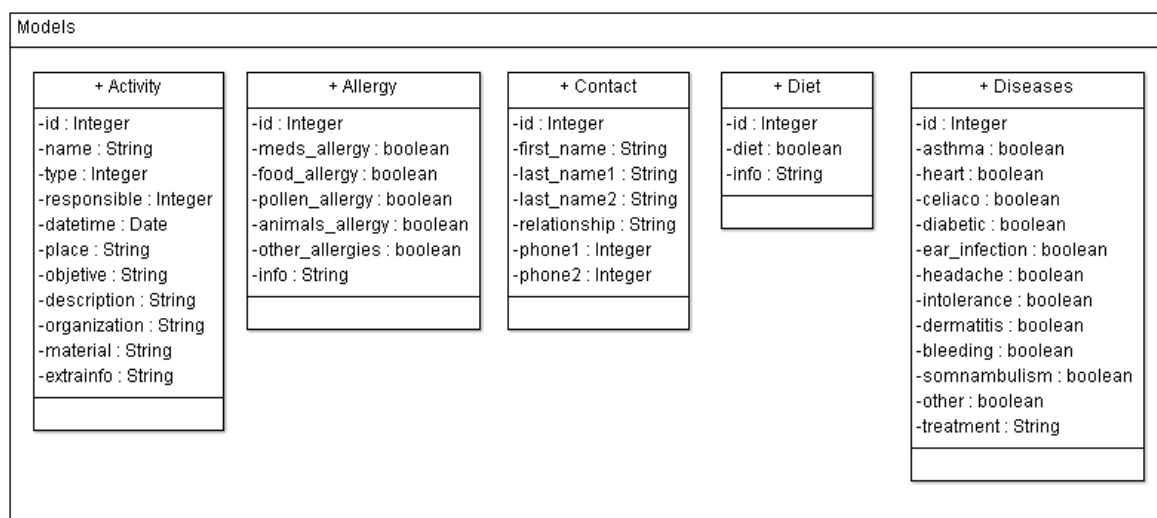 Models
+ Activity
-id : Integer
-name : String
-type : Integer
-responsible : Integer
-datetime : Date
-place : String
-objetive : String
-description : String
-organization : String
-material : String
-extrainfo : String
+ Allergy
-id : Integer
-meds_allergy : boolean
-food_allergy : boolean
-pollen_allergy : boolean
-animals_allergy : boolean
-other_allergies : boolean
-info : String
+ Contact
-id : Integer
-first_name : String
-last_name1 : String
-last_name2 : String
-relationship : String
-phone1 : Integer
-phone2 : Integer
+ Diet
-id : Integer
-diet : boolean
-info : String
+ Diseases
-id : Integer
-asthma : boolean
-heart : boolean
-celiaco : boolean
-diabetic : boolean
-ear_infection : boolean
-headache : boolean
-intolerance : boolean
-dermatitis : boolean
-bleeding : boolean
-somnambulism : boolean
-other : boolean
-treatment : String